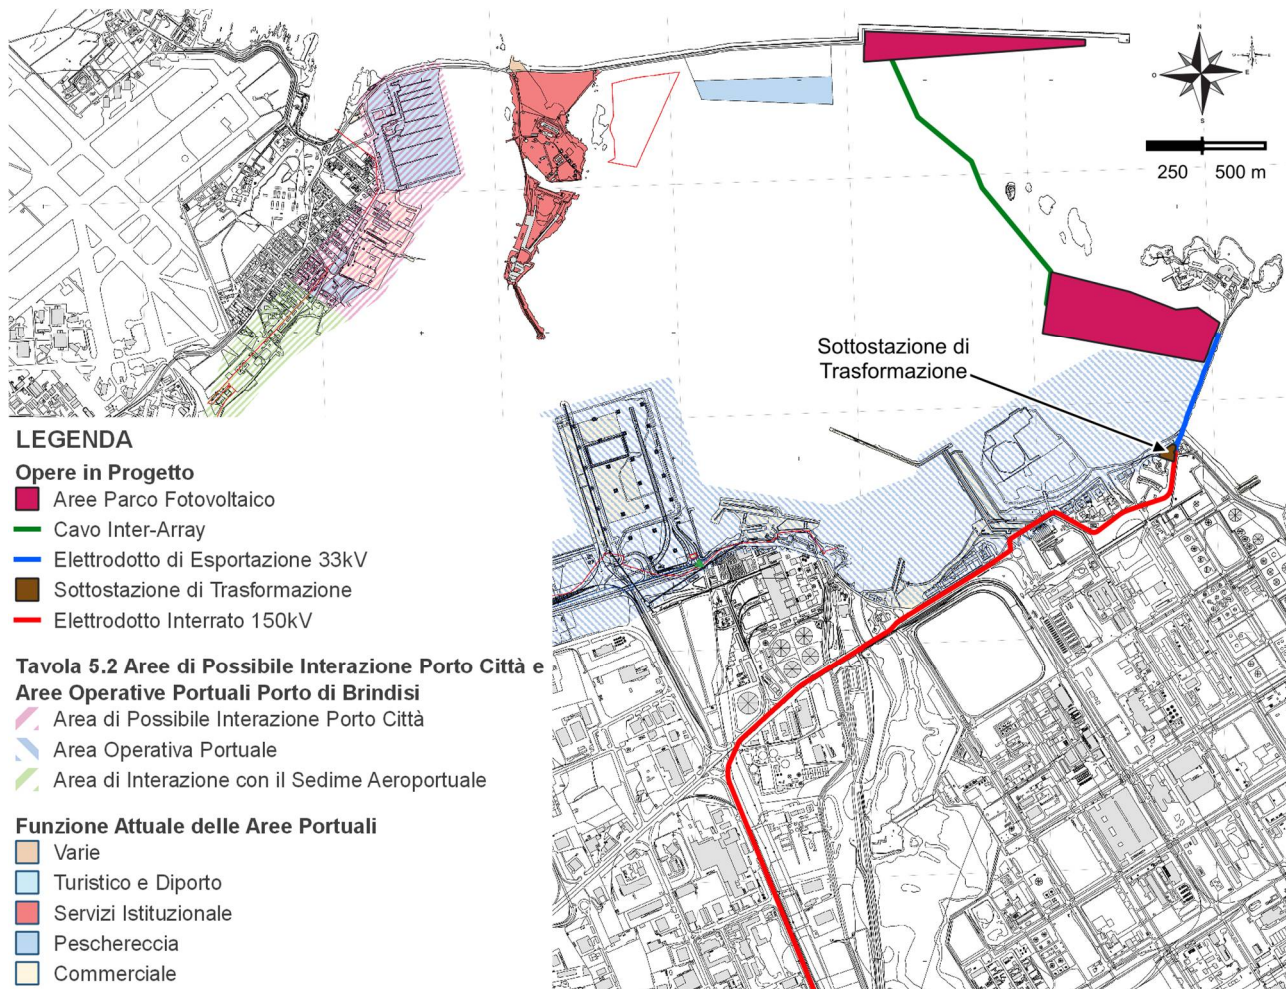 N
O
E
S
250
500 m
Sottostazione di
Trasformazione
LEGENDA
Opere in Progetto
Aree Parco Fotovoltaico
Cavo Inter-Array
Elettrodotto di Esportazione 33kV
Sottostazione di Trasformazione
Elettrodotto Interrato 150kV
Tavola 5.2 Aree di Possibile Interazione Porto Città e
Aree Operative Portuali Porto di Brindisi
Area di Possibile Interazione Porto Città
Area Operativa Portuale
Area di Interazione con il Sedime Aeroportuale
Funzione Attuale delle Aree Portuali
Varie
Turistico e Diporto
Servizi Istituzionale
Peschereccia
Commerciale